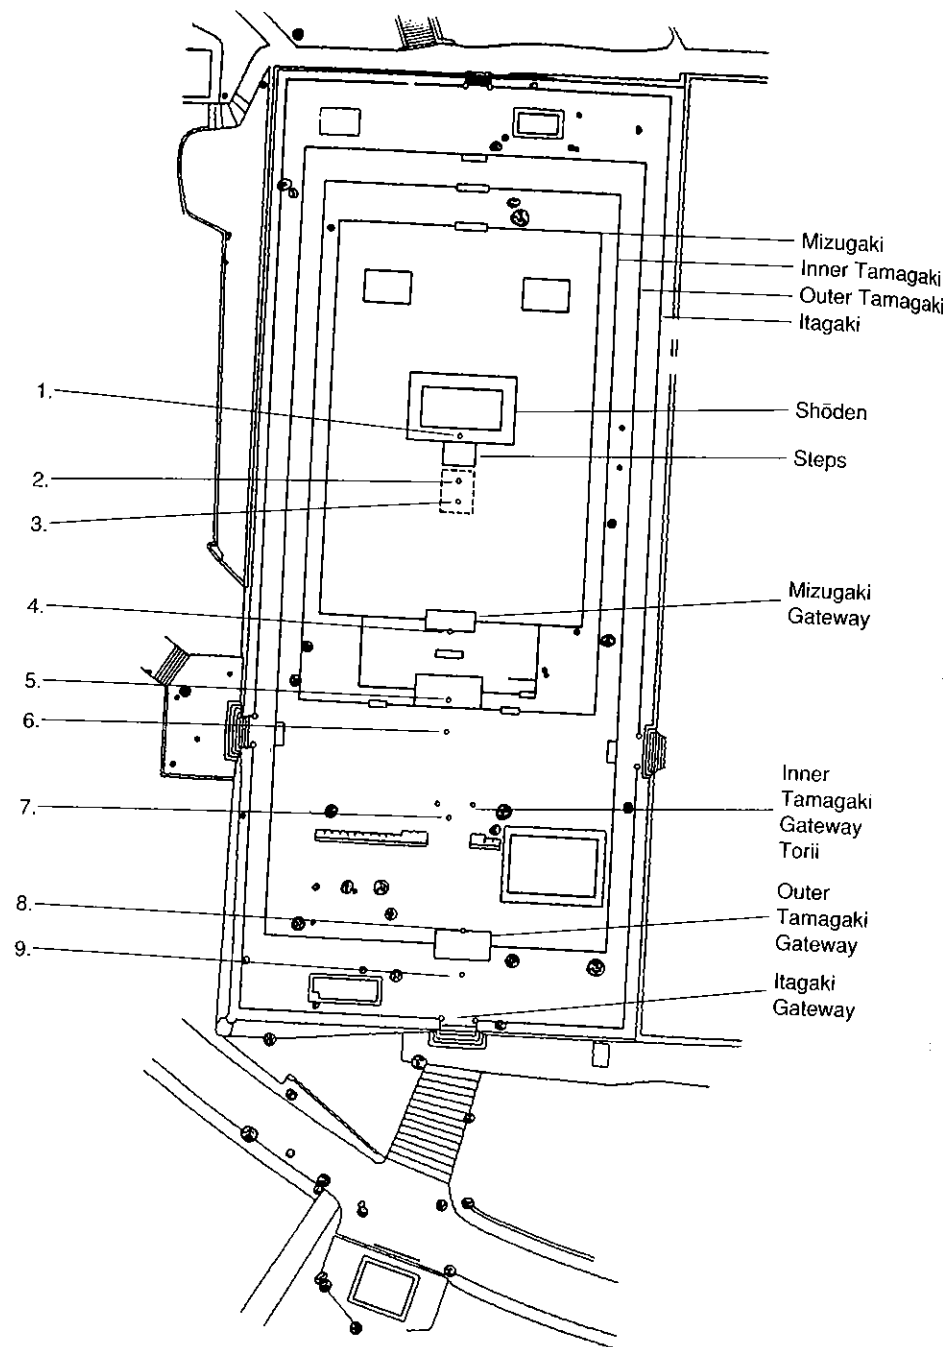 Mizugaki
Inner Tamagaki
Outer Tamagaki
Itagaki
1.
Shōden
2.
Steps
3.
4.
Mizugaki
Gateway
5.
6.
7.
Inner
Tamagaki
Gateway
Torii
8.
Outer
Tamagaki
Gateway
9.
Itagaki
Gateway